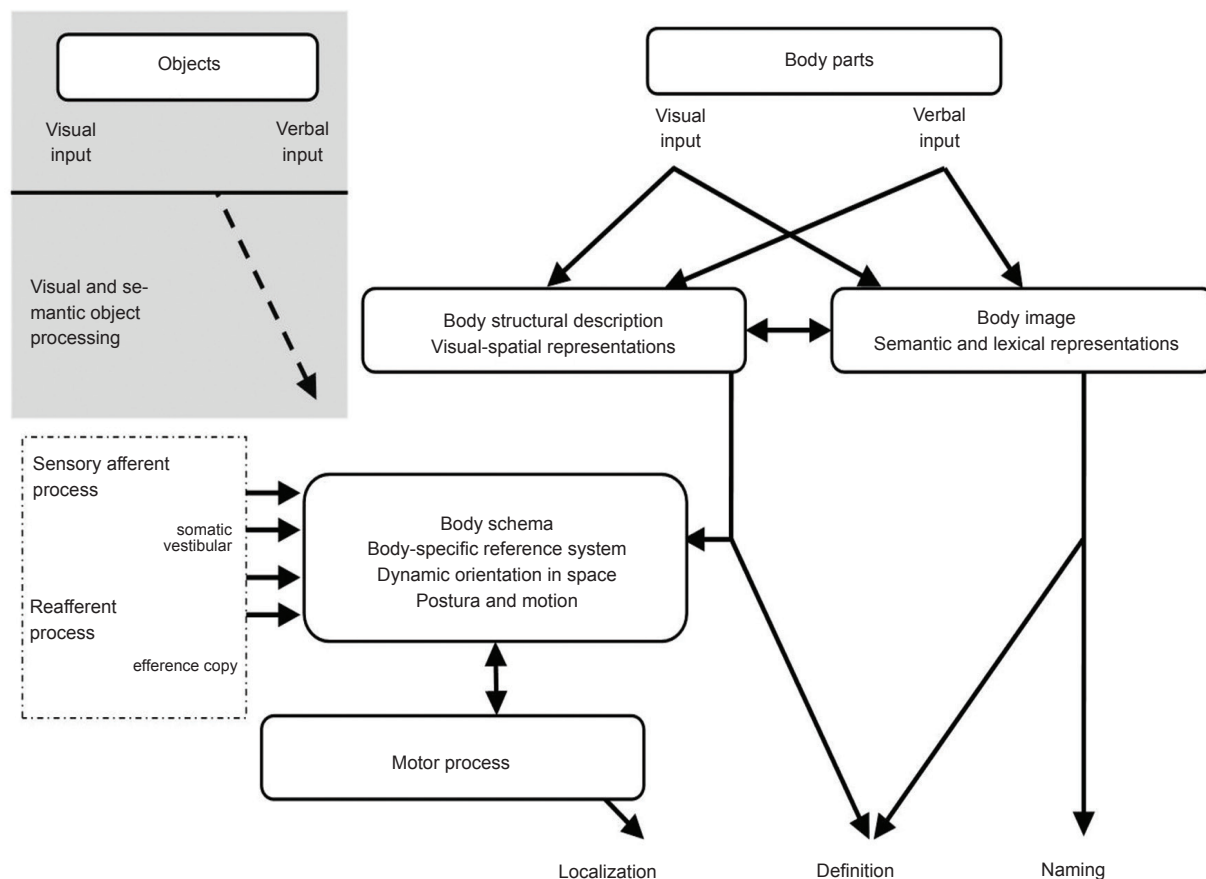 Objects
Visual
input
Verbal
input
Visual and se-
mantic object
processing
Body parts
Visual
input
Verbal
input
Body structural description
Visual-spatial representations
Body image
Semantic and lexical representations
Sensory afferent
process
somatic
vestibular
Reafferent
process
efference copy
Body schema
Body-specific reference system
Dynamic orientation in space
Postura and motion
Motor process
Localization
Definition
Naming